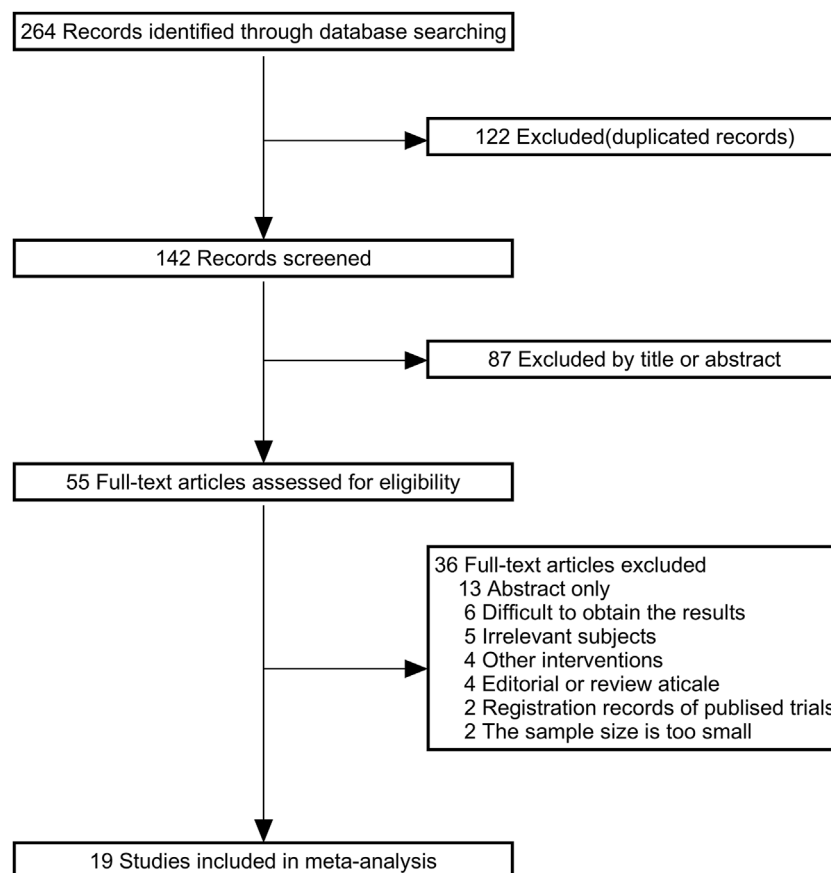 264 Records identified through database searching
122 Excluded(duplicated records)
142 Records screened
87 Excluded by title or abstract
55 Full-text articles assessed for eligibility
36 Full-text articles excluded
13 Abstract only
6 Difficult to obtain the results
5 Irrelevant subjects
4 Other interventions
4 Editorial or review aticale
2 Registration records of publised trials
2 The sample size is too small
19 Studies included in meta-analysis